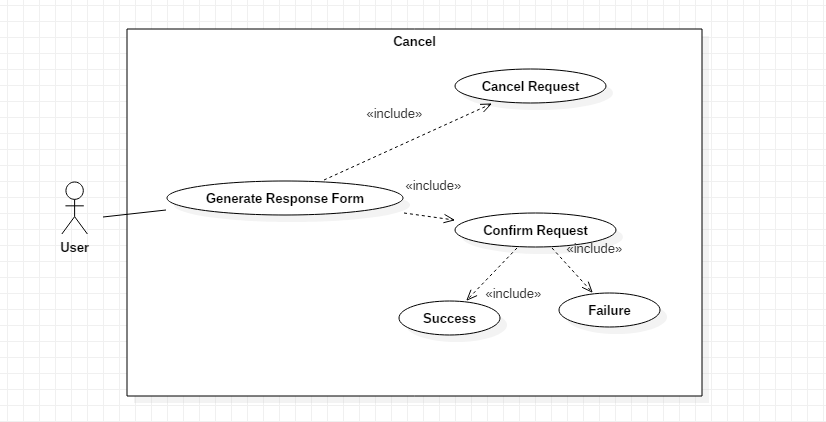 Cancel
Cancel Request
«include»
«include»
Generate Response Form
Confirm Request
User
«include»
«include»
Success
Failure